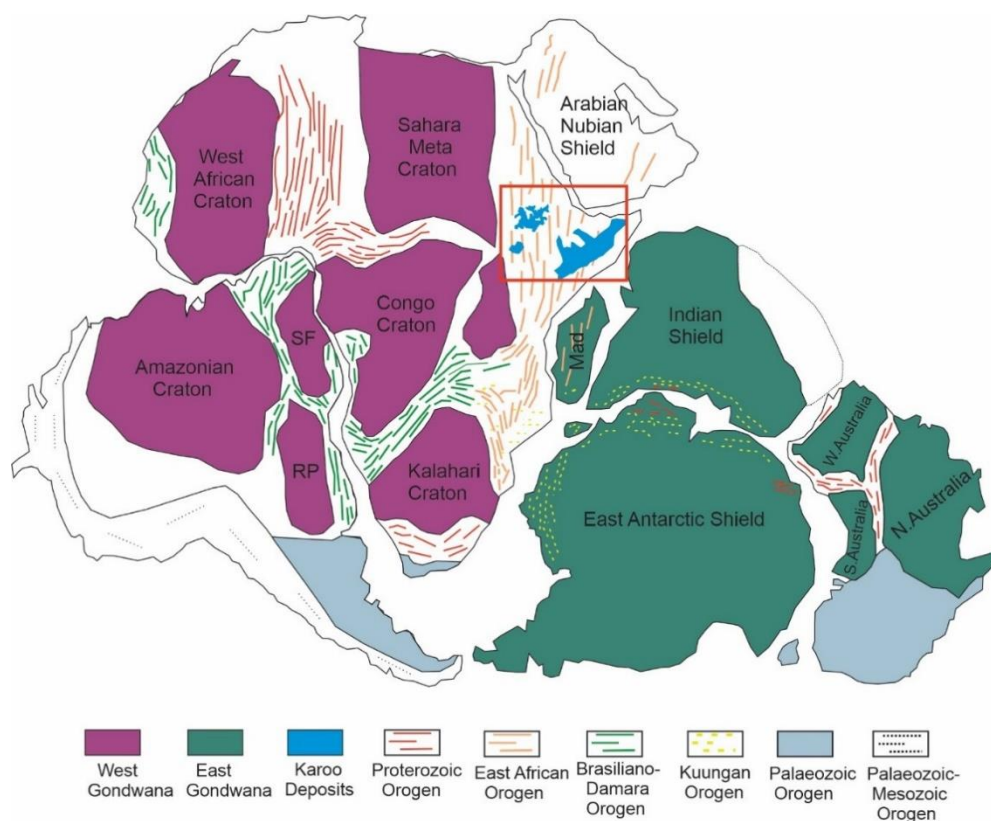 Arabian
Nubian
Shield
Sahara
Meta
Craton
West
African
Craton
Congo
Craton
Indian
Shield
SF
Mad
Amazonian
Craton
RP
Kalahari
Craton
W.Australia
East Antarctic Shield
S.Australia
N.Australia
West
Gondwana
East
Gondwana
Karoo
Deposits
Proterozoic
Orogen
East African
Orogen
Brasiliano-
Damara
Orogen
Kuungan
Orogen
Palaeozoic
Orogen
Palaeozoic-
Mesozoic
Orogen